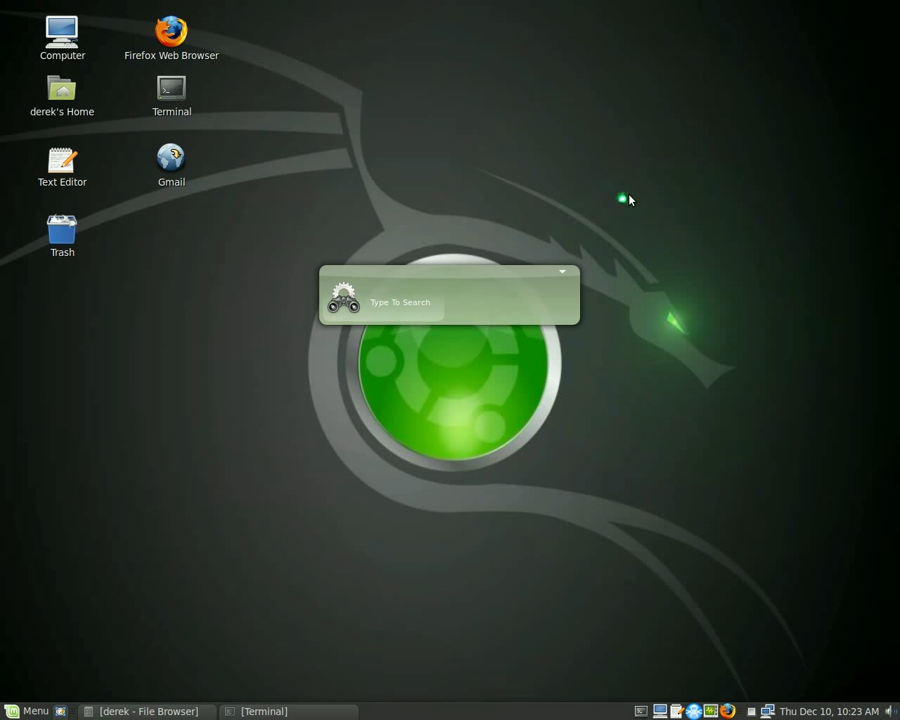 Computer
Firefox Web Browser
derek's Home
Terminal
Text Editor
Gmail
Trash
Type To Search
Menu
[derek - File Browser]
[Terminal]
Thu Dec 10, 10:23 AM